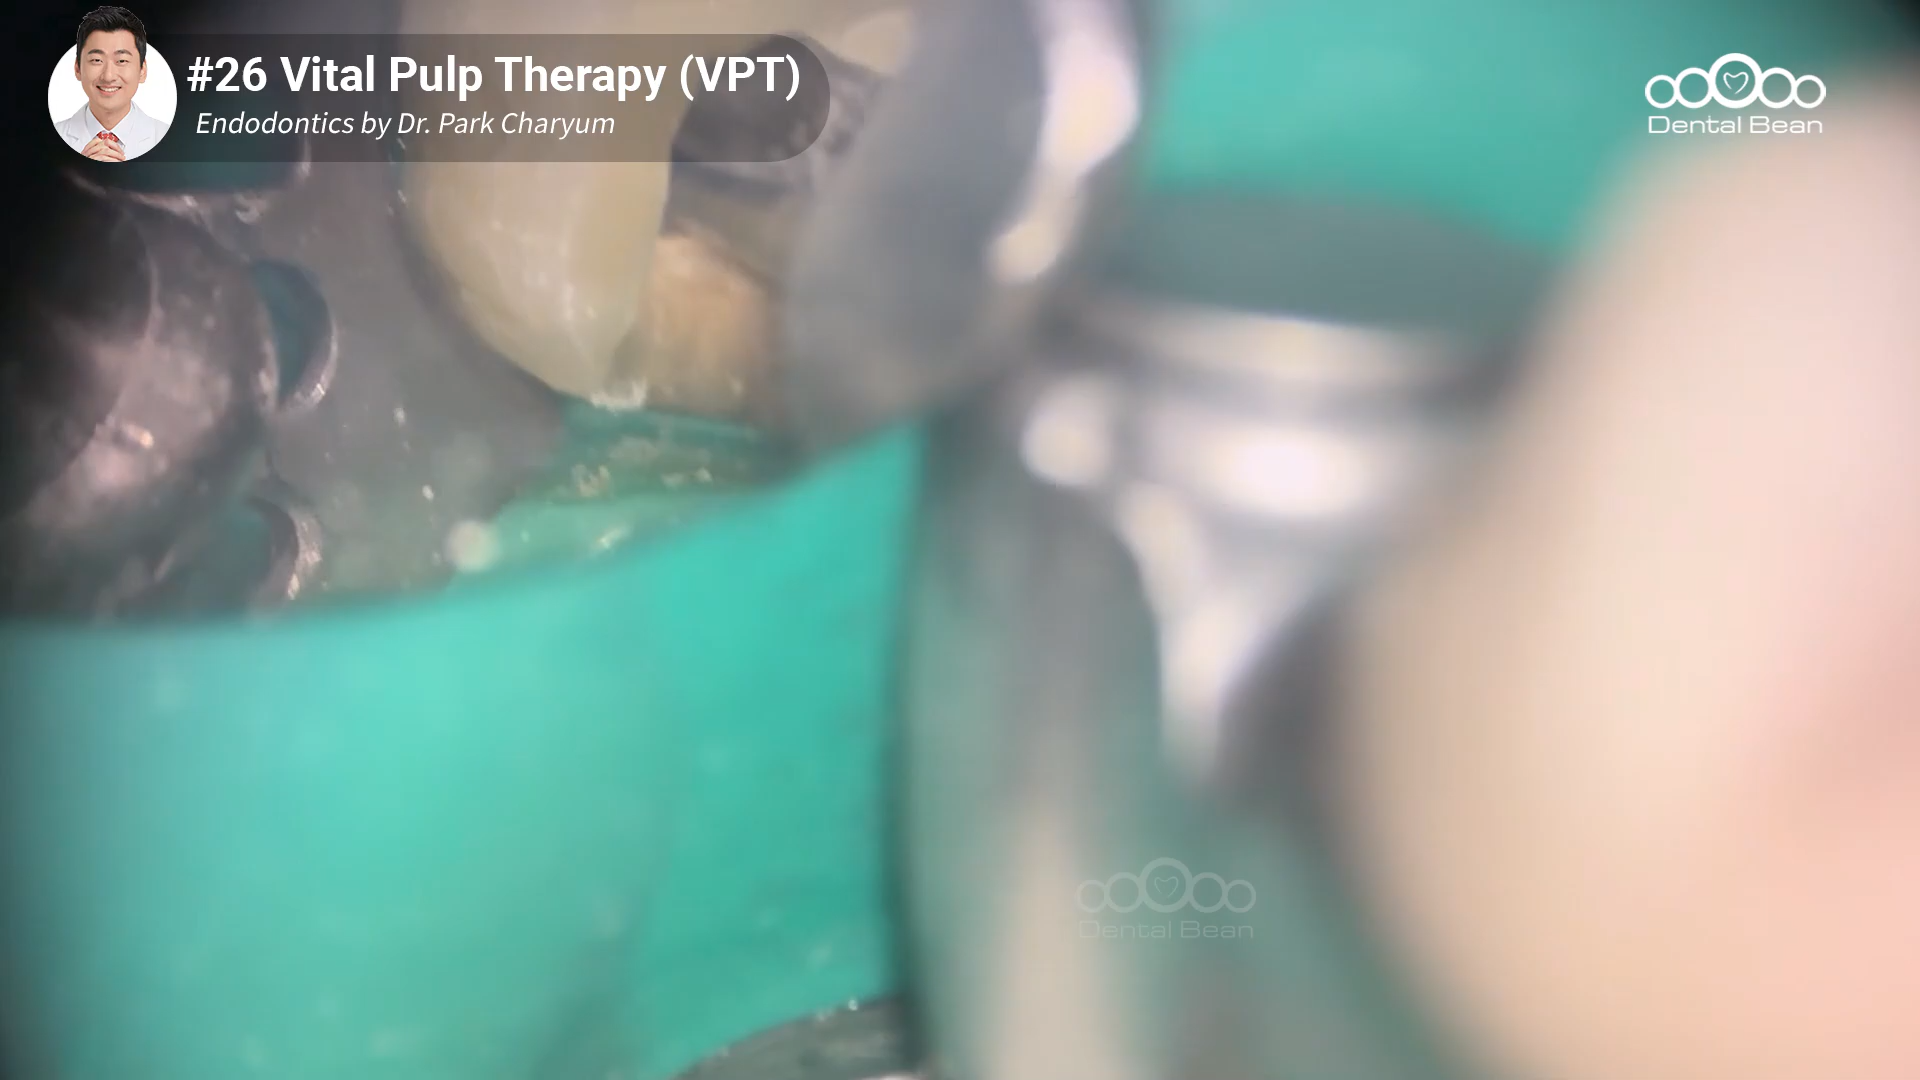 #26 Vital Pulp Therapy (VPT)
Endodontics by Dr. Park Charyum
Dental Bean
Dental Bean